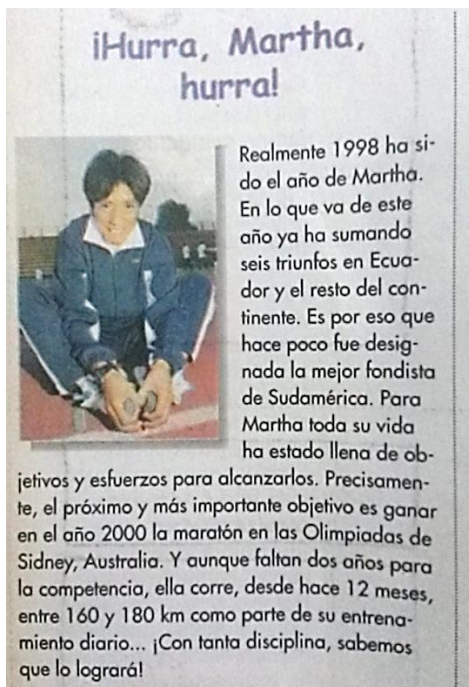 ¡Hurra, Martha,
hurra!
Realmente 1998 ha si-
do el año de Martha.
En lo que va de este
año ya ha sumando
seis triunfos en Ecua-
dor y el resto del con-
tinente. Es por eso que
hace poco fue desig-
nada la mejor fondista
de Sudamérica. Para
Martha toda su vida
ha estado llena de ob-
jetivos y esfuerzos para alcanzarlos. Precisamen-
te, el próximo y más importante objetivo es ganar
en el año 2000 la maratón en las Olimpiadas de
Sidney, Australia. Y aunque faltan dos años para
la competencia, ella corre, desde hace 12 meses,
entre 160 y 180 km como parte de su entrena-
miento diario... ¡Con tanta disciplina, sabemos
que lo logrará!